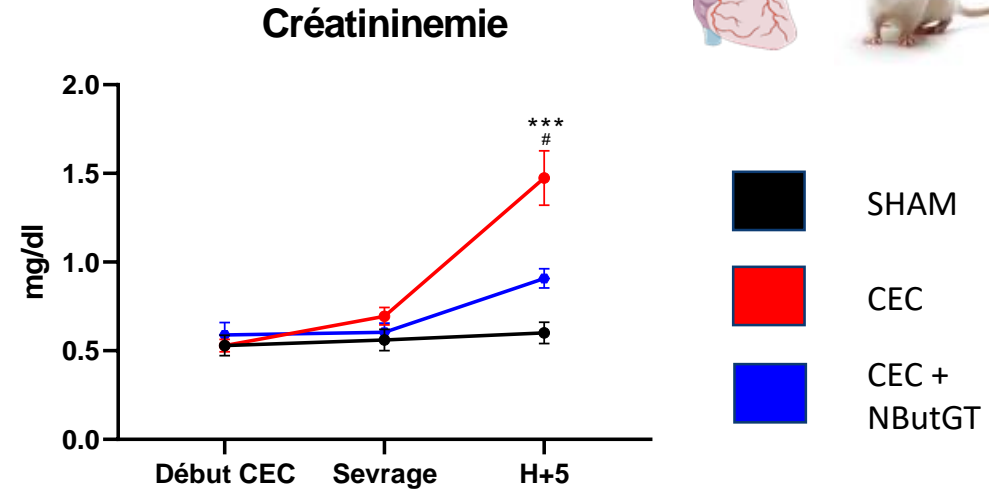 Créatininemie
2.0
1.5
1.0
0.5
0.0
mg/dl
***
#
Début CEC
Sevrage
H+5
SHAM
CEC
CEC +
NButGT